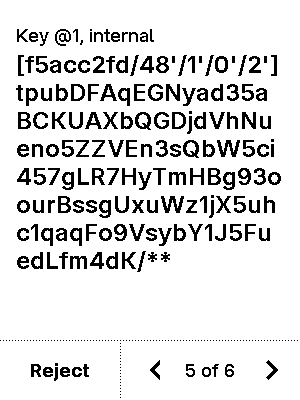 Key @1, internal
[f5acc2fd/48'/1'/0'/2']
tpubDFAqEGNyad35a
BCKUAXbQGDjdVhNu
eno5ZZVEn3sQbW5ci
457gLR7HyTmHBg93o
ourBssgUxuWz1jX5uh
c1qaqFo9VsybY1J5Fu
edLfm4dK/**
Reject
5 of 6